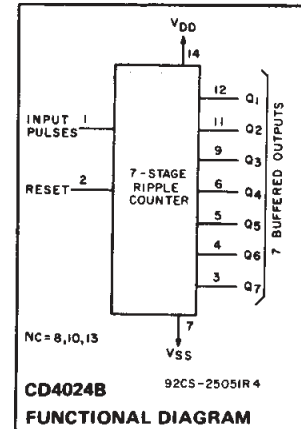 VDD
14
INPUT 1
PULSES
RESET 2
7-STAGE
RIPPLE
COUNTER
12 Q1
11 Q2
9 Q3
6 Q4
5 Q5
4 Q6
3 Q7
7 BUFFERED OUTPUTS
7
VSS
NC=8,10,13
92CS-25051R4
CD4024B
FUNCTIONAL DIAGRAM